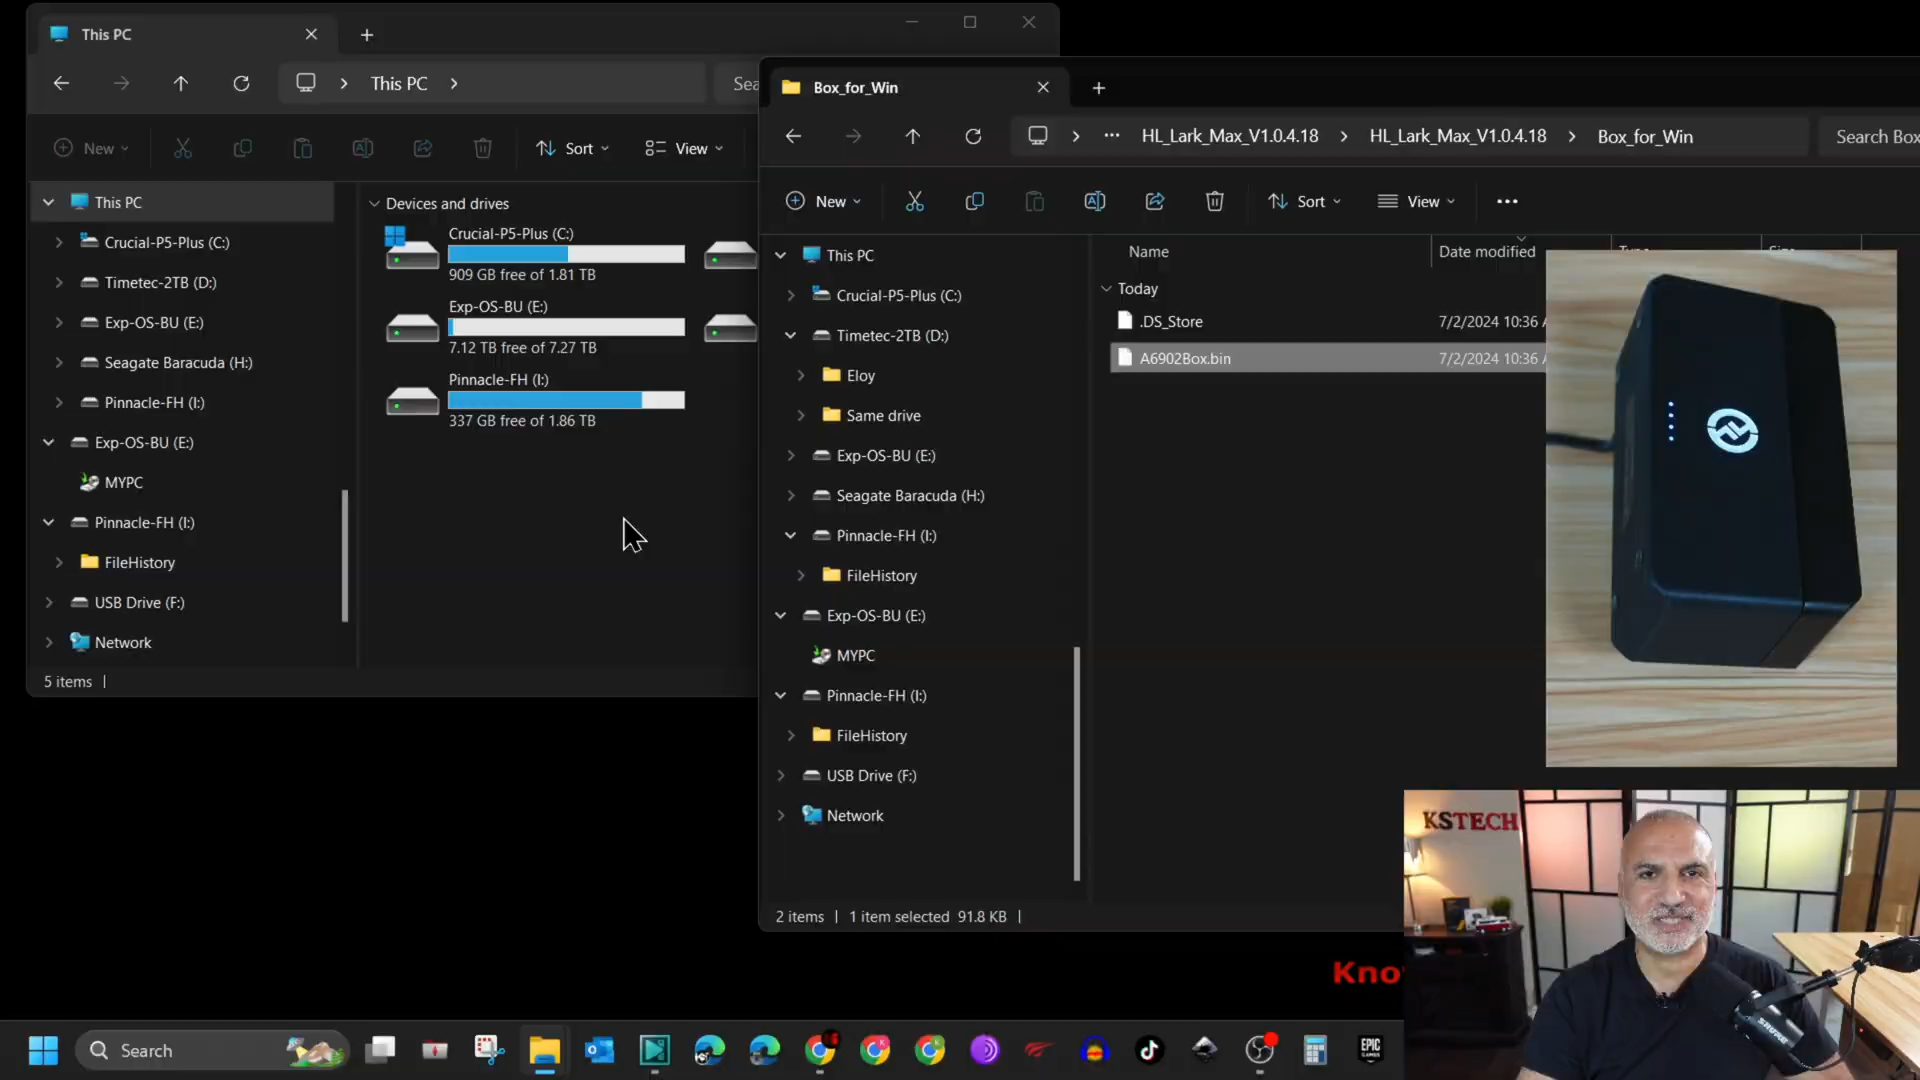 This PC
This PC
Sea
New
Sort
View
This PC
Crucial-P5-Plus (C:)
Timetec-2TB (D:)
Exp-OS-BU (E:)
Seagate Baracuda (H:)
Pinnacle-FH (I:)
Exp-OS-BU (E:)
MYPC
Pinnacle-FH (I:)
FileHistory
USB Drive (F:)
Network
Devices and drives
Crucial-P5-Plus (C:)
909 GB free of 1.81 TB
Exp-OS-BU (E:)
7.12 TB free of 7.27 TB
Pinnacle-FH (I:)
337 GB free of 1.86 TB
5 items
Box_for_Win
HL_Lark_Max_V1.0.4.18
HL_Lark_Max_V1.0.4.18
Box_for_Win
Search Box
New
Sort
View
This PC
Crucial-P5-Plus (C:)
Timetec-2TB (D:)
Eloy
Same drive
Exp-OS-BU (E:)
Seagate Baracuda (H:)
Pinnacle-FH (I:)
FileHistory
Exp-OS-BU (E:)
MYPC
Pinnacle-FH (I:)
FileHistory
USB Drive (F:)
Network
Name
Date modified
Type
Size
Today
.DS_Store
7/2/2024 10:36 A
A6902Box.bin
7/2/2024 10:36 A
2 items
1 item selected 91.8 KB
KSTECH
SHURE
Kno
Search
EPIC
GAMES